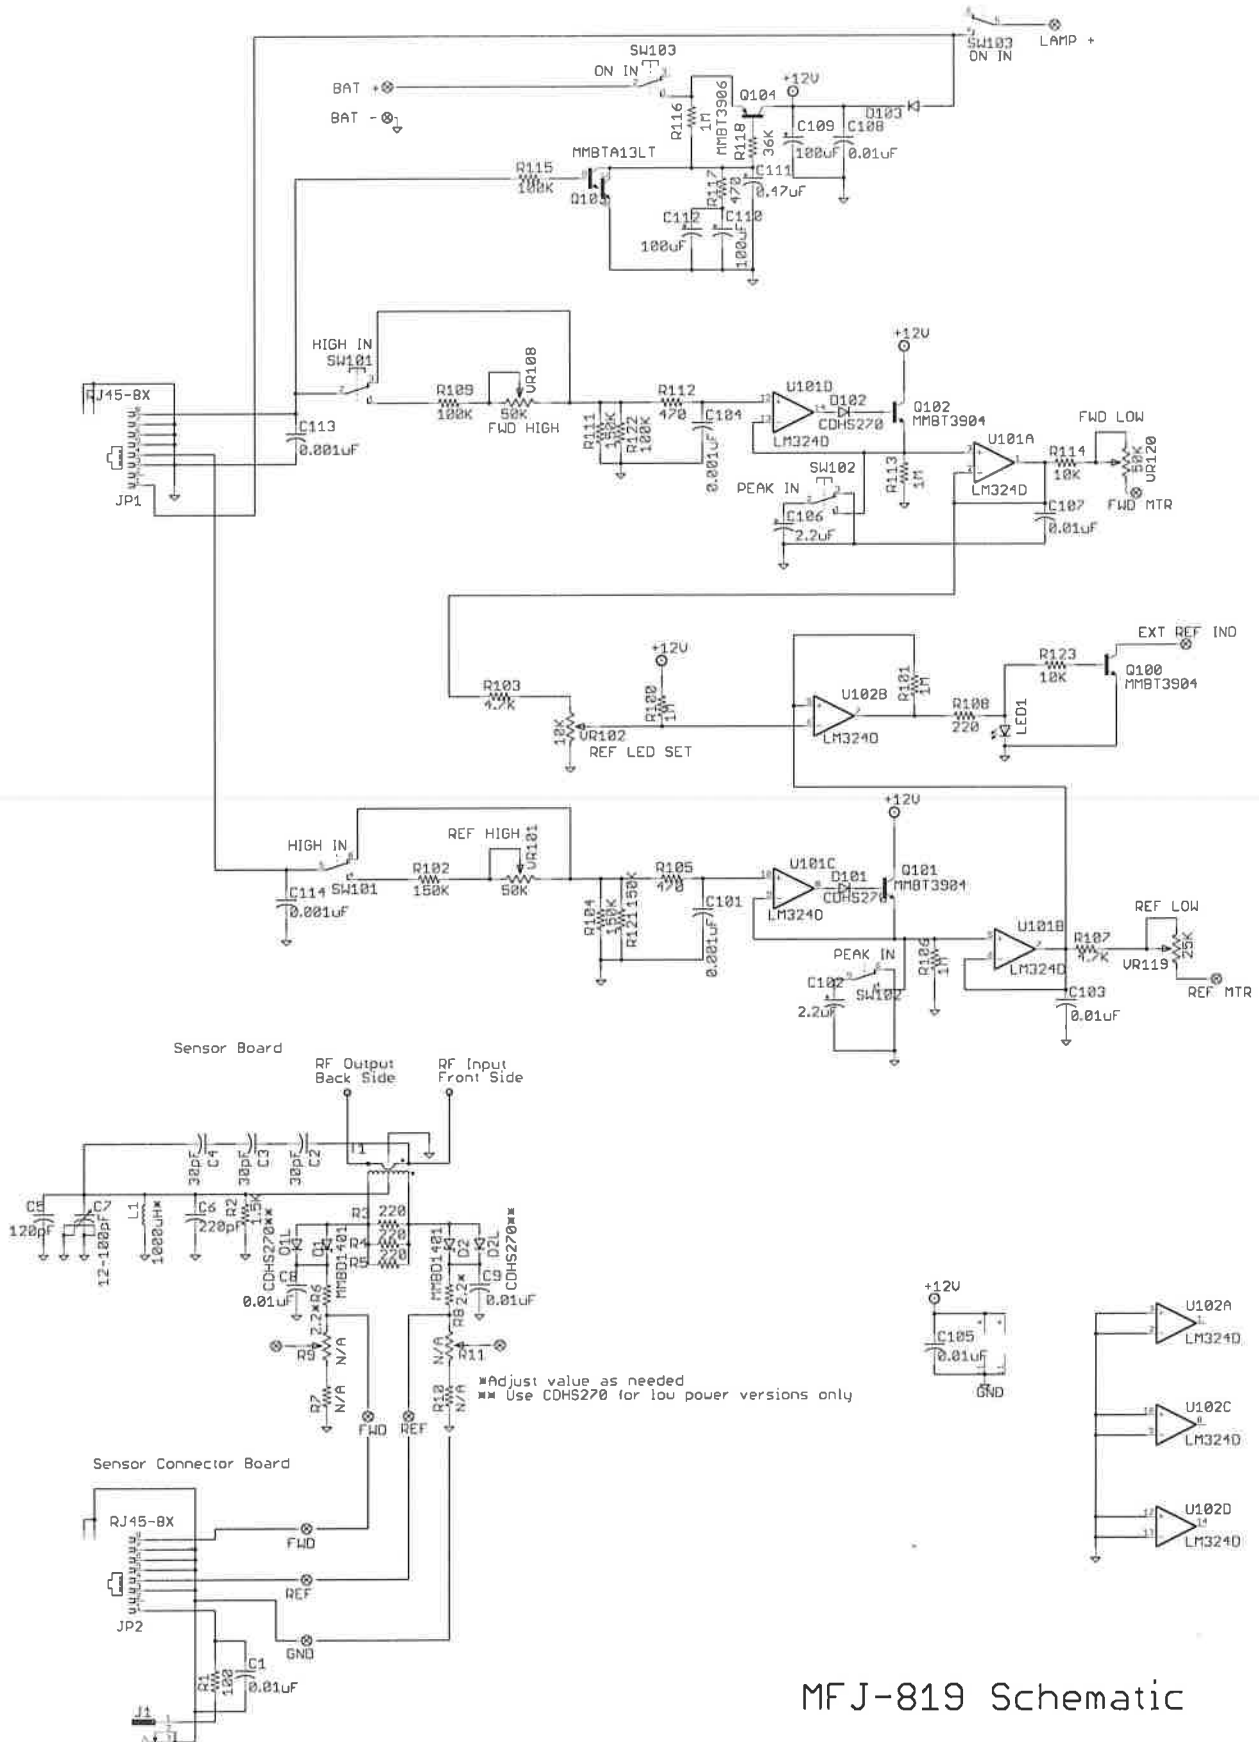 LAMP +
SW103
ON IN
SW103
ON IN
BAT +
BAT -
R116
1M
MMBT3906
Q104
+12V
D103
R118
36K
C109
100uF
C108
0.01uF
MMBTA13LT
R115
100K
Q103
R117
470
C111
0.47uF
C112
100uF
C110
100uF
HIGH IN
SW101
R109
100K
VR108
50K
FWD HIGH
R111
150K
R122
100K
R112
470
C104
0.001uF
U101D
LM324D
D102
CDHS270
+12V
Q102
MMBT3904
R113
1M
U101A
LM324D
R114
10K
FWD LOW
50K
VR120
FWD MTR
C107
0.01uF
PEAK IN
SW102
C106
2.2uF
RJ45-8X
JP1
C113
0.001uF
EXT REF IND
R123
10K
Q100
MMBT3904
+12V
R100
1M
R103
4.7K
10K
VR102
REF LED SET
U102B
LM324D
R101
1M
R108
220
LED1
HIGH IN
SW101
C114
0.001uF
R102
150K
REF HIGH
VR101
50K
R104
150K
R121
150K
R105
470
C101
0.001uF
U101C
LM324D
D101
CDHS270
+12V
Q101
MMBT3904
R106
1M
PEAK IN
SW102
C102
2.2uF
U101B
LM324D
R107
4.7K
REF LOW
VR119
25K
REF MTR
C103
0.01uF
Sensor Board
RF Output
Back Side
RF Input
Front Side
T1
30pF
C4
30pF
C3
30pF
C2
C5
120pF
C7
12-100pF
L1
1000uH*
C6
220pF
R2
1.5K
CDHS270**
D1L
D1
MMBD1401
R3
220
R4
220
R5
220
MMBD1401
D2
D2L
CDHS270**
C8
0.01uF
R6
2.2*
R8
2.2*
C9
0.01uF
R9
N/A
R7
N/A
R11
N/A
R10
N/A
*Adjust value as needed
** Use CDHS270 for low power versions only
FWD
REF
+12V
C105
0.01uF
GND
U102A
LM324D
U102C
LM324D
U102D
LM324D
Sensor Connector Board
RJ45-8X
JP2
FWD
REF
GND
R1
100
C1
0.01uF
J1
MFJ-819 Schematic